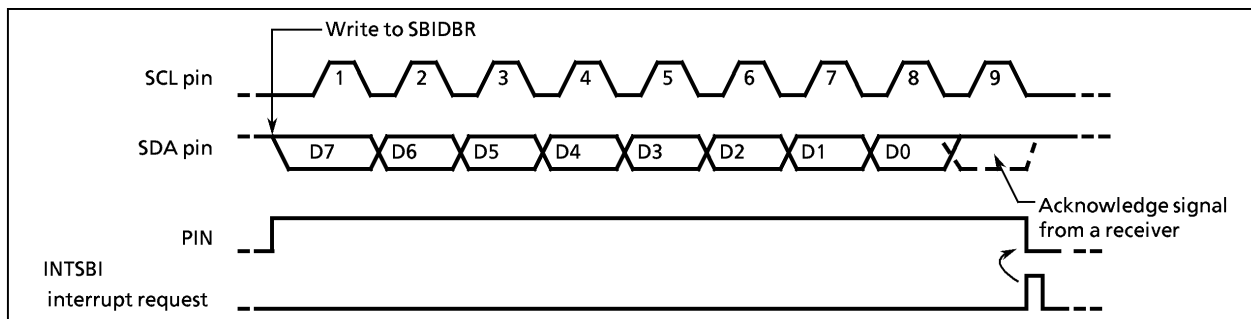 Write to SBIDBR
SCL pin 1 2 3 4 5 6 7 8 9
SDA pin D7 D6 D5 D4 D3 D2 D1 D0
Acknowledge signal
from a receiver
PIN
INTSBI
interrupt request